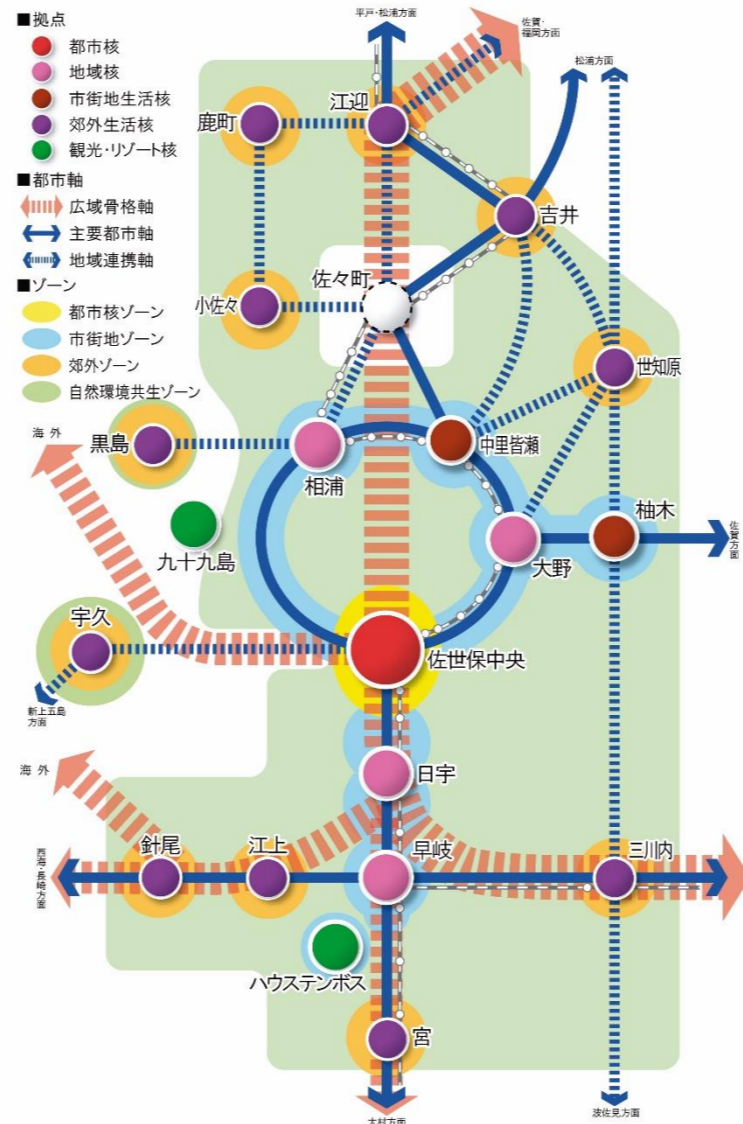 ■拠点
都市核
地域核
市街地生活核
郊外生活核
観光・リゾート核
■都市軸
広域骨格軸
主要都市軸
地域連携軸
■ゾーン
都市核ゾーン
市街地ゾーン
郊外ゾーン
自然環境共生ゾーン
平戸・松浦方面
佐賀・
福岡方面
松浦方面
鹿町
江迎
吉井
佐々町
小佐々
世知原
海外
黒島
相浦
中里皆瀬
柚木
佐賀方面
九十九島
大野
宇久
佐世保中央
新上五島
方面
海外
日宇
針尾
江上
早岐
三川内
西海・長崎方面
ハウステンボス
宮
大村方面
波佐見方面